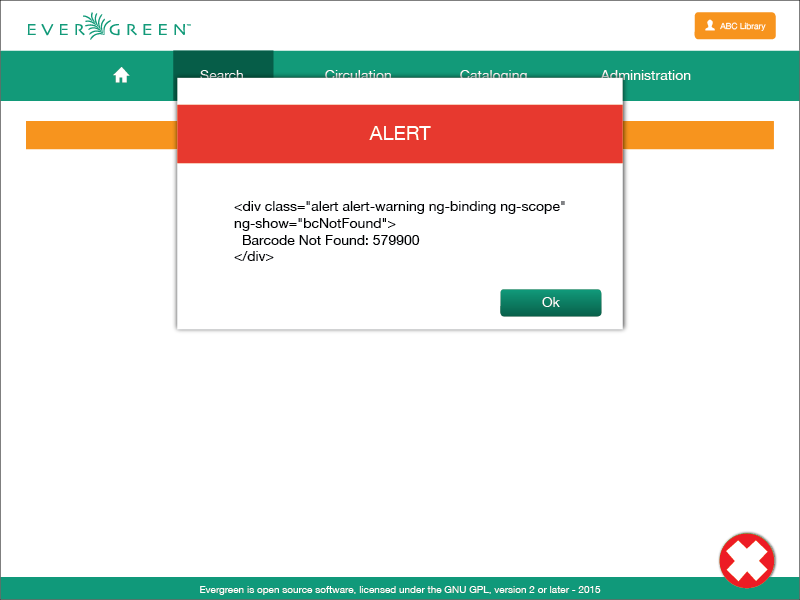 EVERGREEN™
ABC Library
Search
Circulation
Cataloging
Administration
ALERT
<div class="alert alert-warning ng-binding ng-scope"
ng-show="bcNotFound">
Barcode Not Found: 579900
</div>
Ok
Evergreen is open source software, licensed under the GNU GPL, version 2 or later - 2015